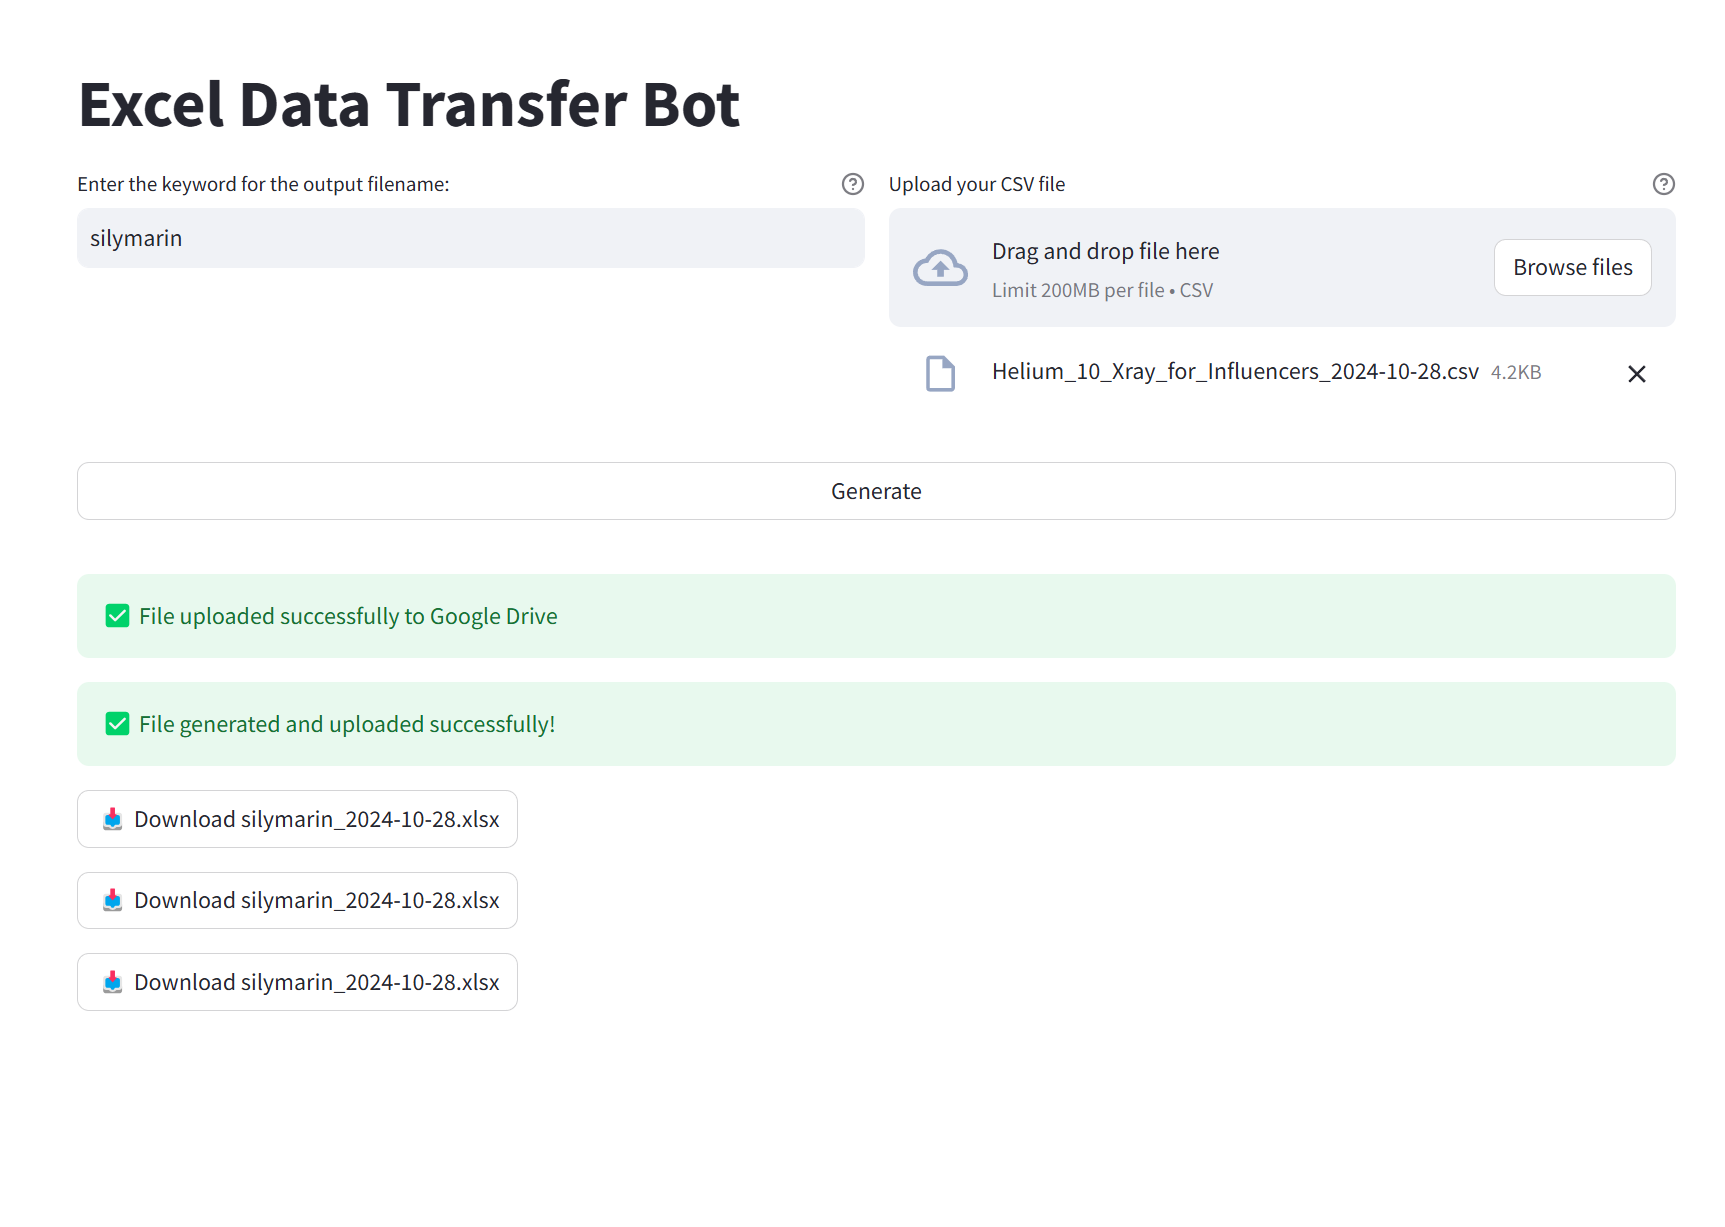 Excel Data Transfer Bot
Enter the keyword for the output filename:
silymarin
Upload your CSV file
Drag and drop file here
Limit 200MB per file • CSV
Browse files
Helium_10_Xray_for_Influencers_2024-10-28.csv 4.2KB
Generate
File uploaded successfully to Google Drive
File generated and uploaded successfully!
Download silymarin_2024-10-28.xlsx
Download silymarin_2024-10-28.xlsx
Download silymarin_2024-10-28.xlsx